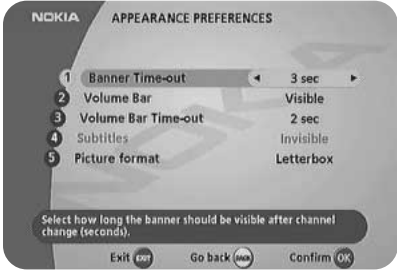 NOKIA APPEARANCE PREFERENCES
1 Banner Time-out 3 sec
2 Volume Bar Visible
3 Volume Bar Time-out 2 sec
4 Subtitles Invisible
5 Picture format Letterbox
Select how long the banner should be visible after channel
change (seconds).
Exit EXIT Go back BACK Confirm OK
NOKIA